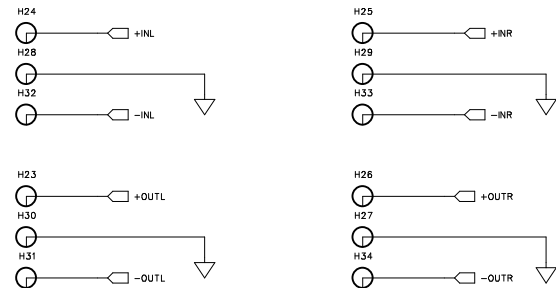 H24
+INL
H28
H32
-INL
H25
+INR
H29
H33
-INR
H23
+OUTL
H30
H31
-OUTL
H26
+OUTR
H27
H34
-OUTR